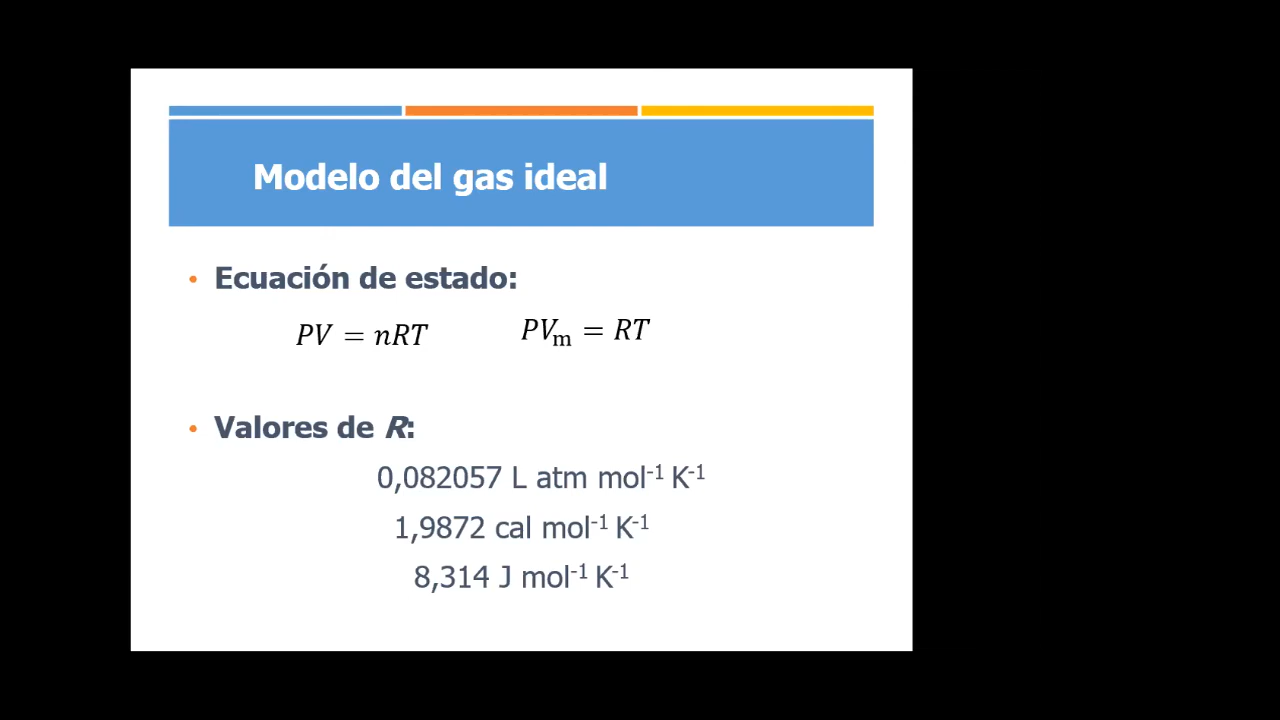 Modelo del gas ideal
• Ecuación de estado:
PV = nRT PVₘ = RT
• Valores de R:
0,082057 L atm mol⁻¹ K⁻¹
1,9872 cal mol⁻¹ K⁻¹
8,314 J mol⁻¹ K⁻¹